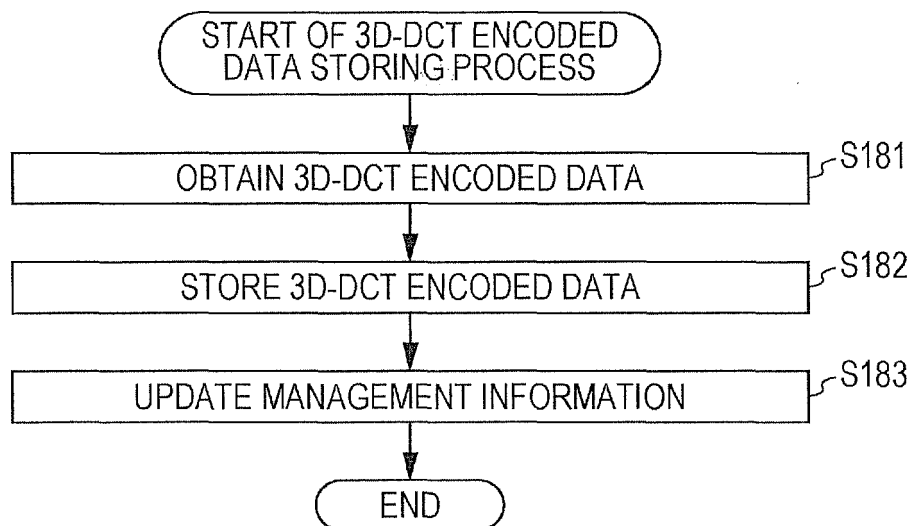 START OF 3D-DCT ENCODED
DATA STORING PROCESS
OBTAIN 3D-DCT ENCODED DATA
S181
STORE 3D-DCT ENCODED DATA
S182
UPDATE MANAGEMENT INFORMATION
S183
END